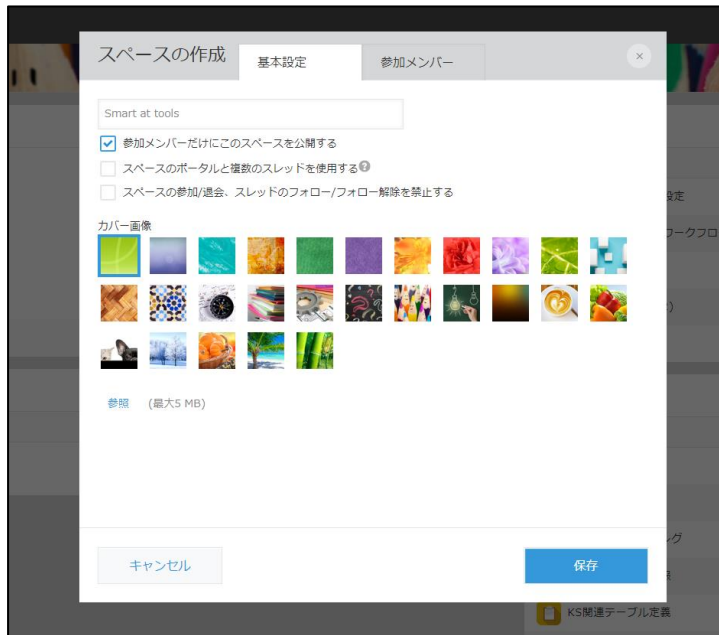 スペースの作成
基本設定
参加メンバー
×
Smart at tools
参加メンバーだけにこのスペースを公開する
スペースのポータルと複数のスレッドを使用する?
スペースの参加/退会、スレッドのフォロー/フォロー解除を禁止する
カバー画像
参照 (最大5 MB)
キャンセル
保存
設定
ワークフロ
ング
KS関連テーブル定義